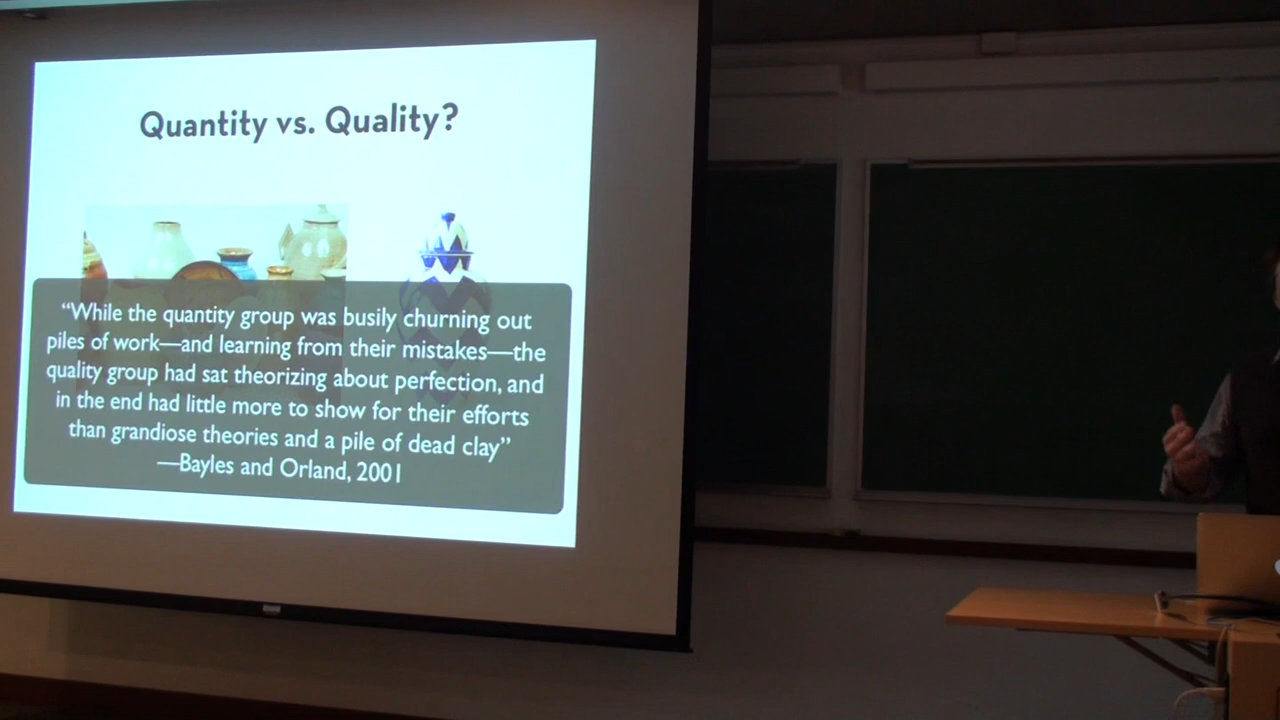 Quantity vs. Quality?
“While the quantity group was busily churning out
piles of work—and learning from their mistakes—the
quality group had sat theorizing about perfection, and
in the end had little more to show for their efforts
than grandiose theories and a pile of dead clay”
—Bayles and Orland, 2001